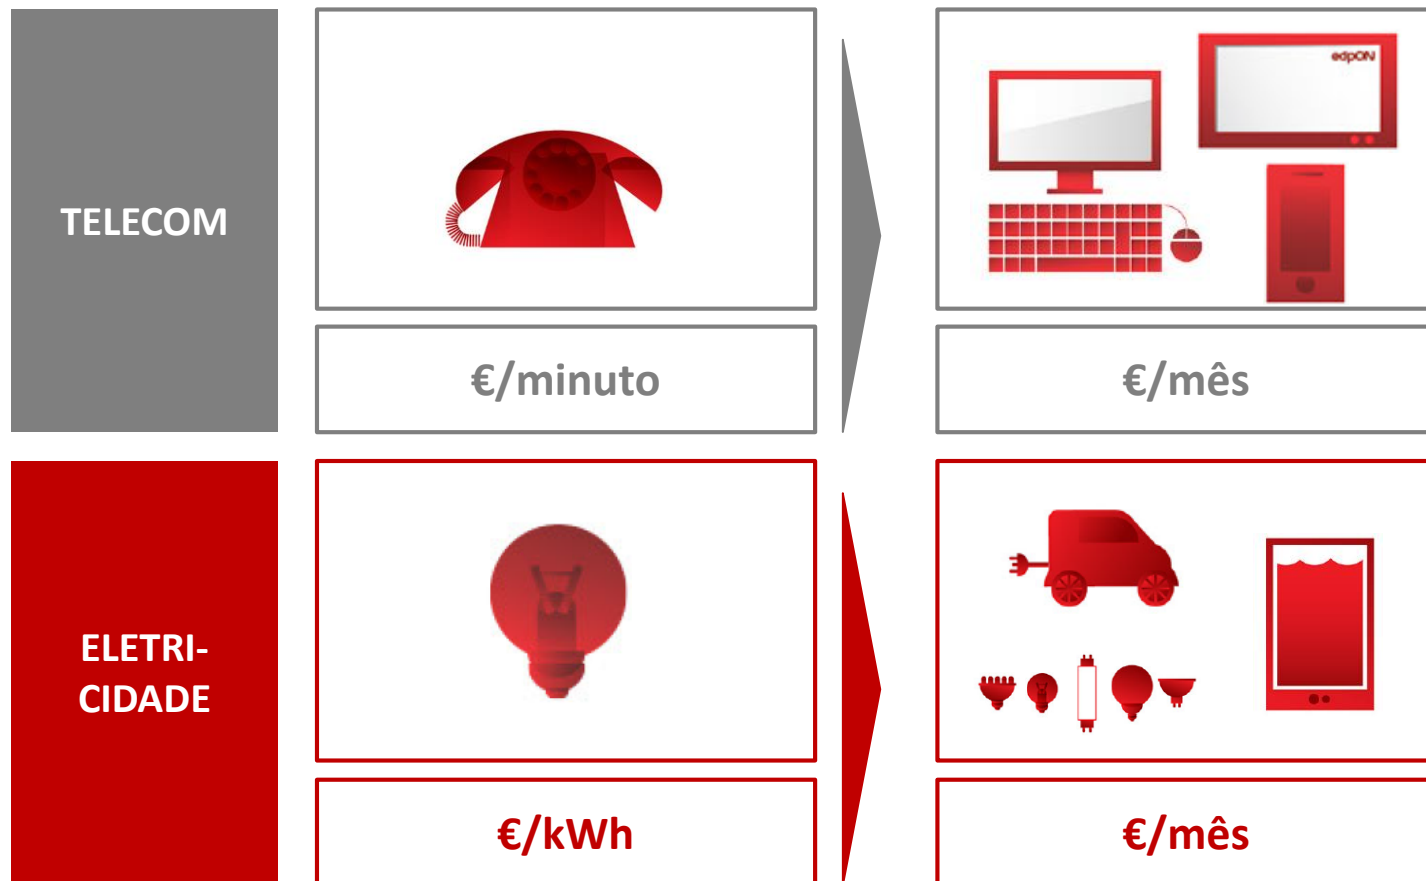 TELECOM
edpON
€/minuto
€/mês
ELETRI-
CIDADE
€/kWh
€/mês